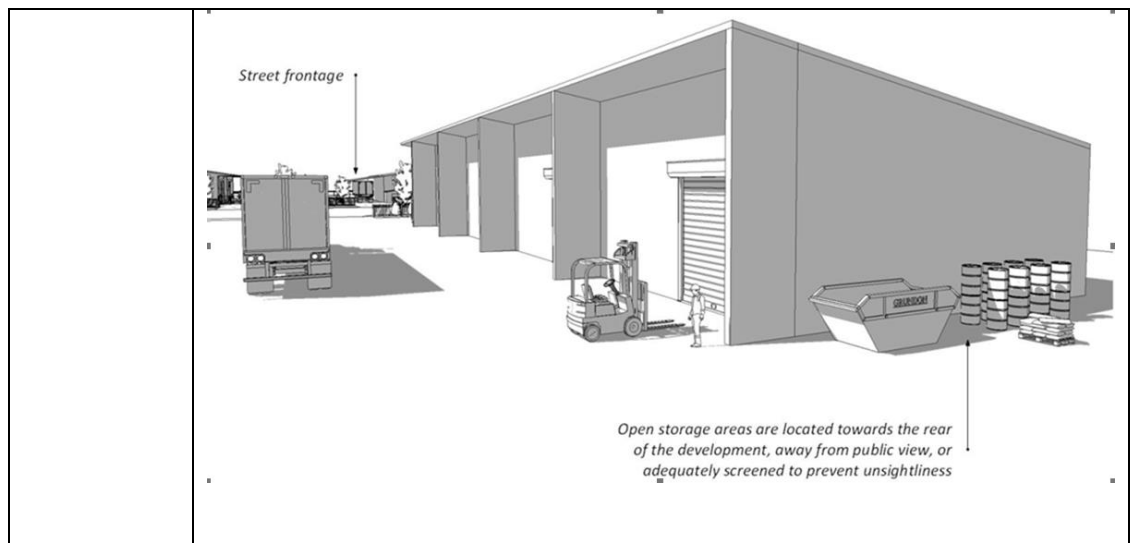 Street frontage
GRUNDON
Open storage areas are located towards the rear
of the development, away from public view, or
adequately screened to prevent unsightliness